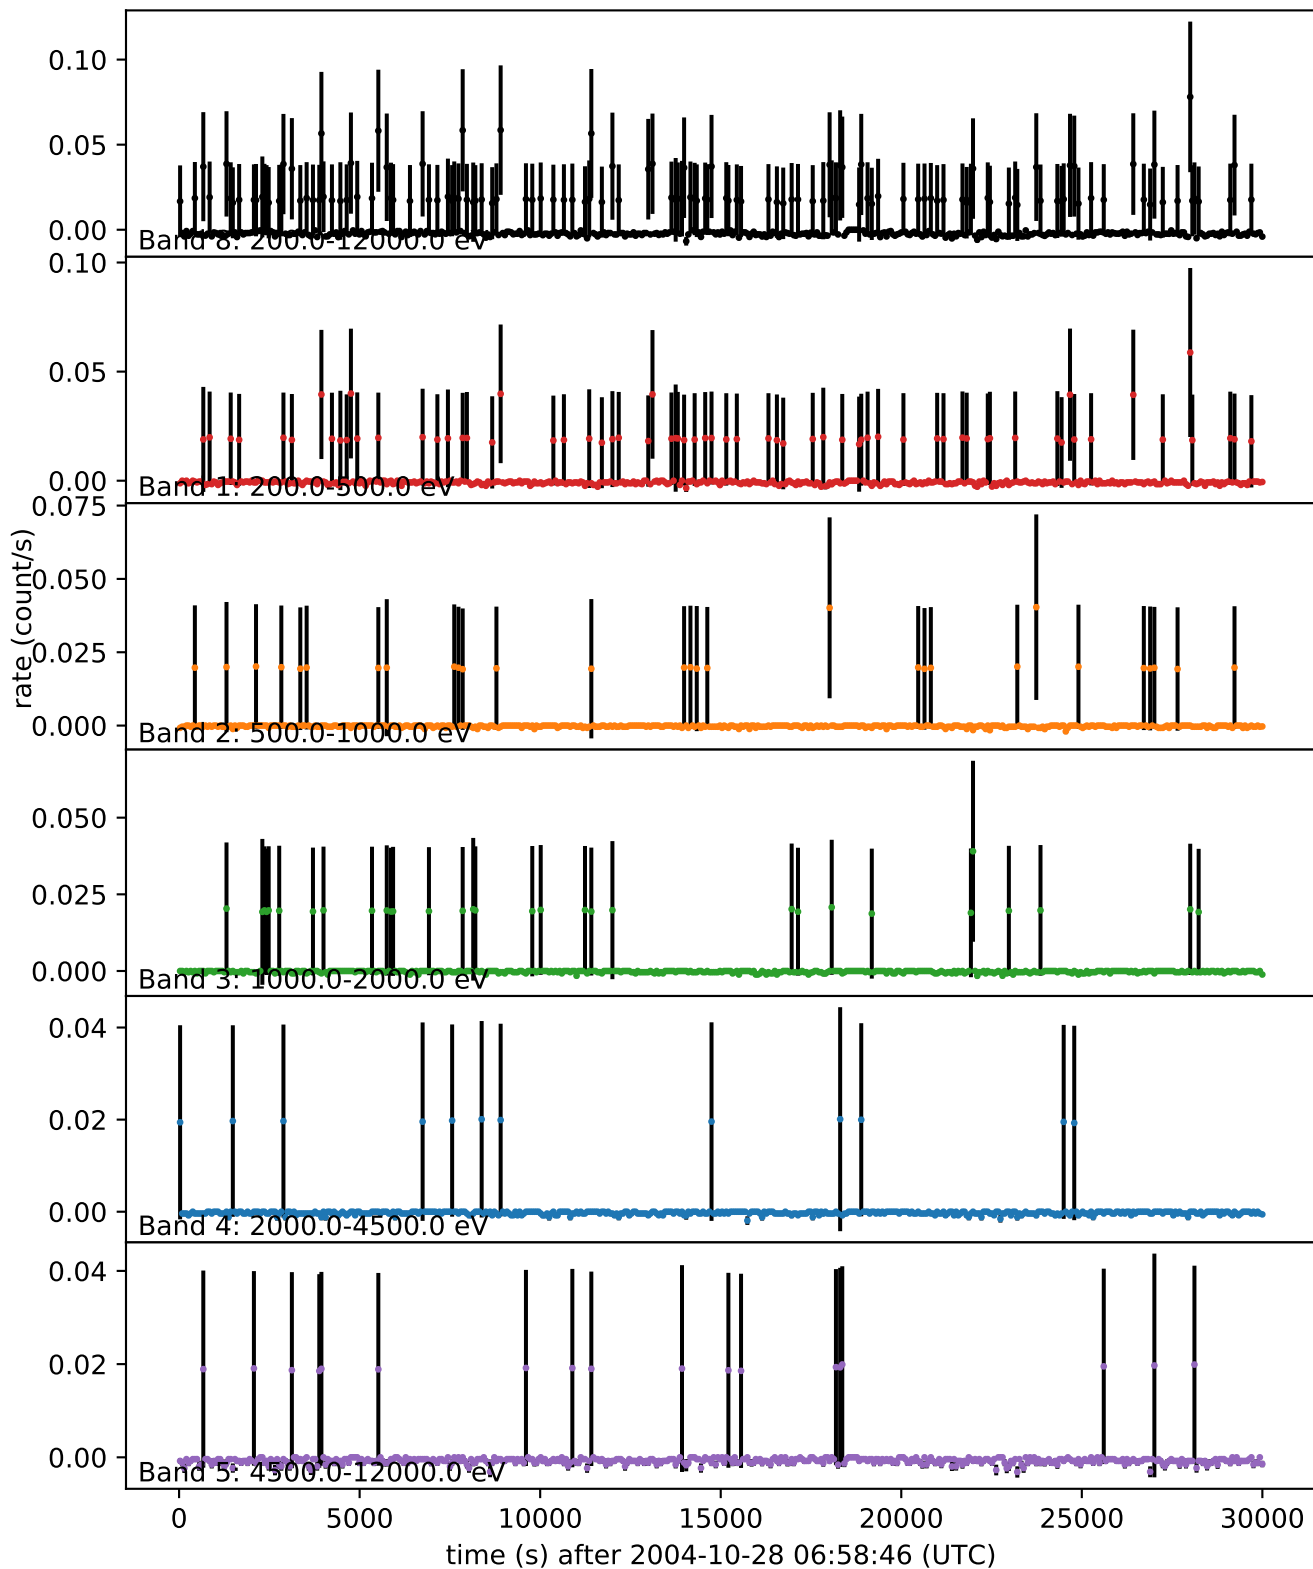 0.10
0.05
0.00
Band 8: 200.0-12000.0 eV
0.10
0.05
0.00
Band 1: 200.0-500.0 eV
0.075
0.050
0.025
0.000
Band 2: 500.0-1000.0 eV
rate (count/s)
0.050
0.025
0.000
Band 3: 1000.0-2000.0 eV
0.04
0.02
0.00
Band 4: 2000.0-4500.0 eV
0.04
0.02
0.00
Band 5: 4500.0-12000.0 eV
0 5000 10000 15000 20000 25000 30000
time (s) after 2004-10-28 06:58:46 (UTC)